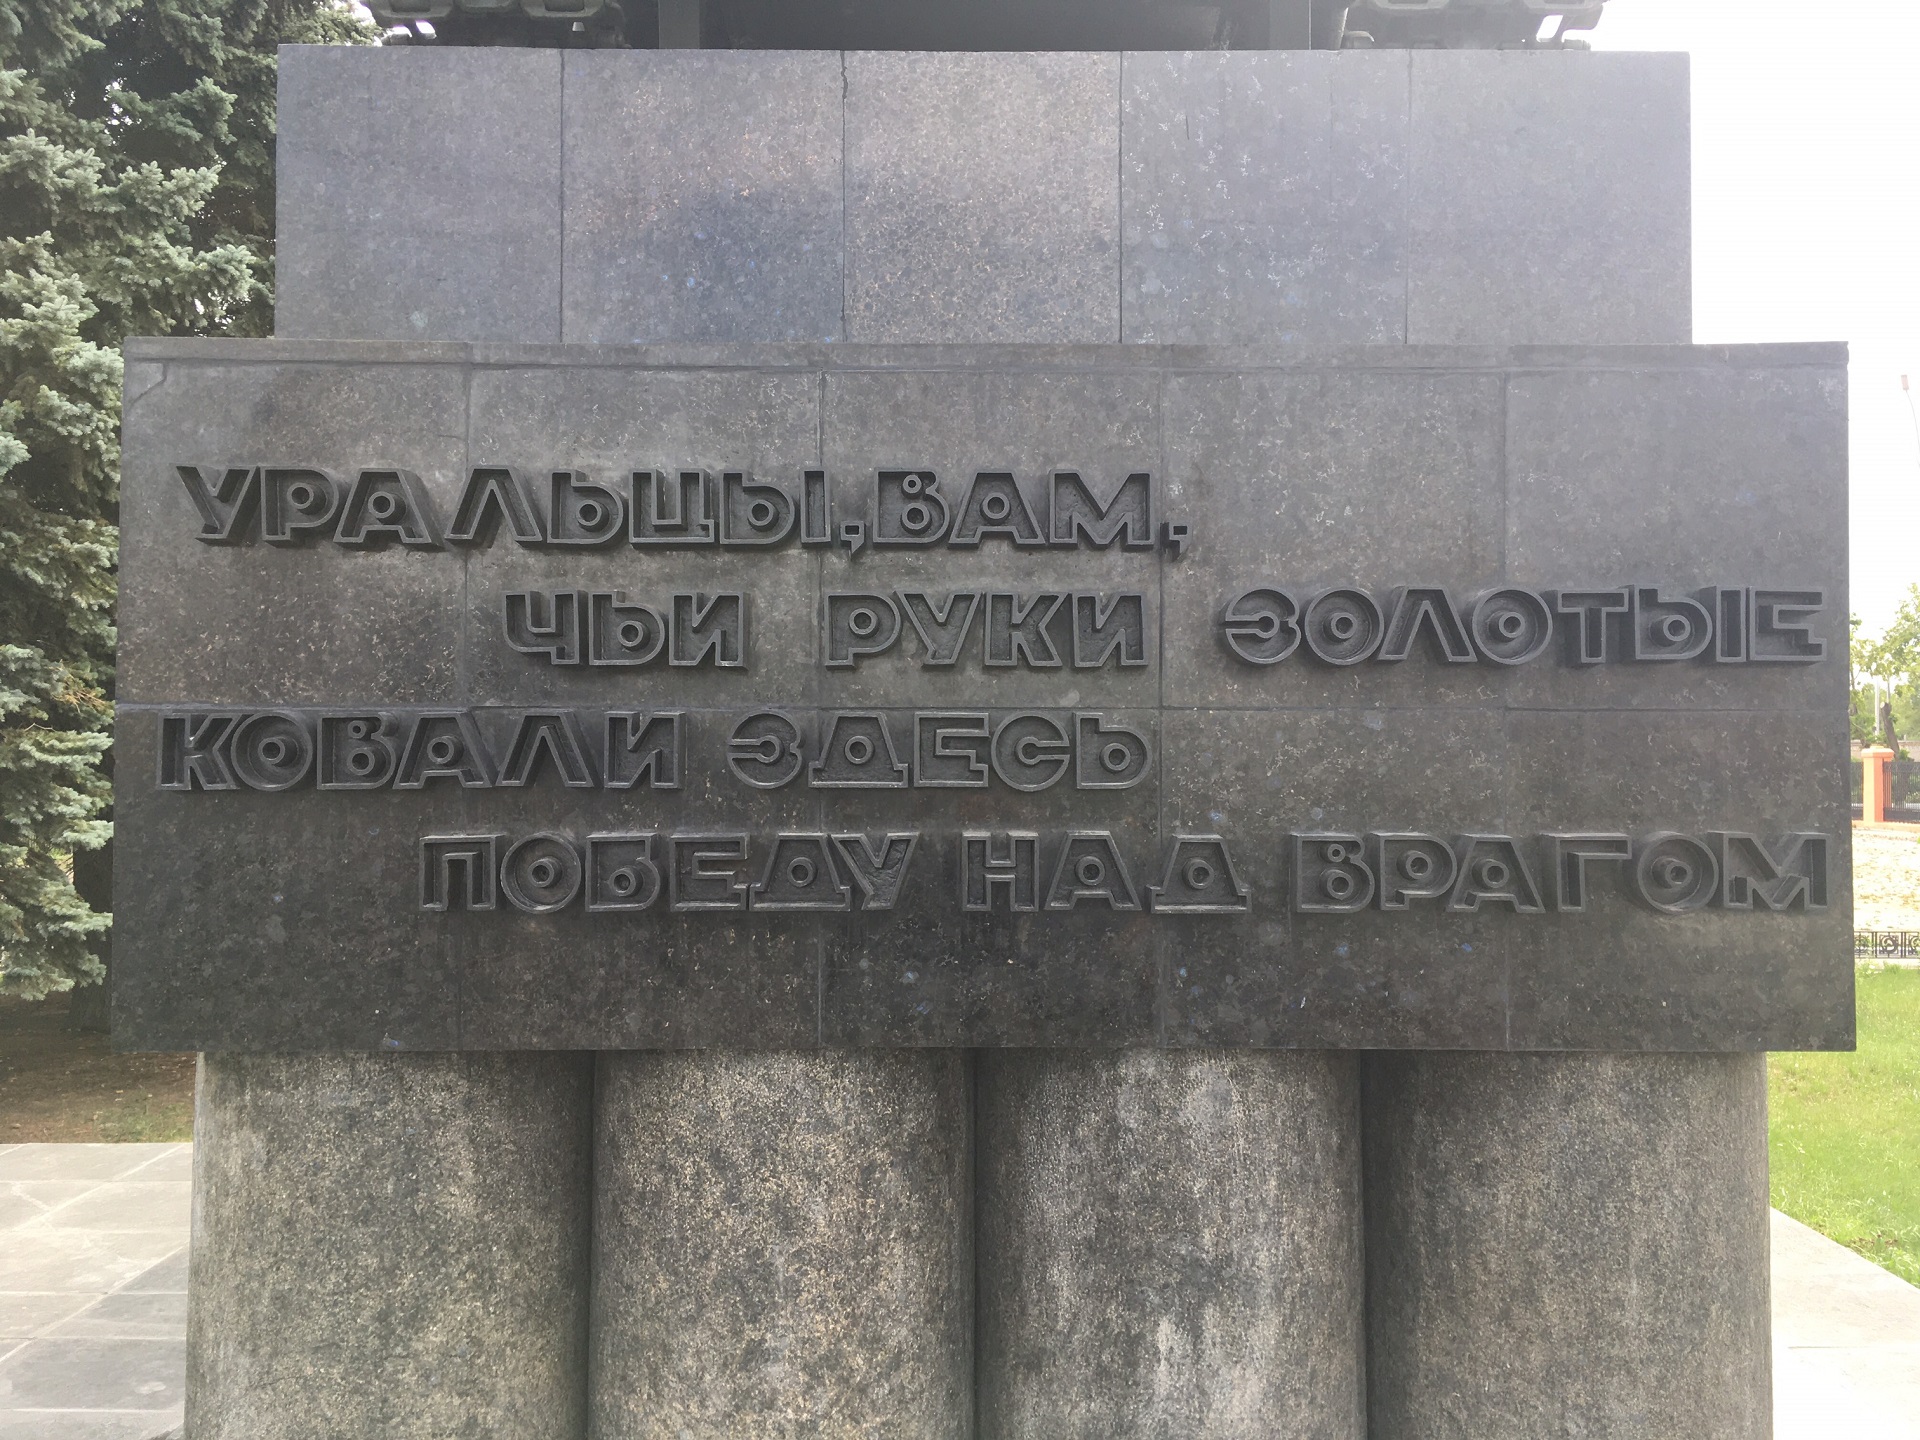 УРАЛЬЦЫ, ВАМ,
ЧЬИ РУКИ ЗОЛОТЫЕ
КОВАЛИ ЗДЕСЬ
ПОБЕДУ НАД ВРАГОМ